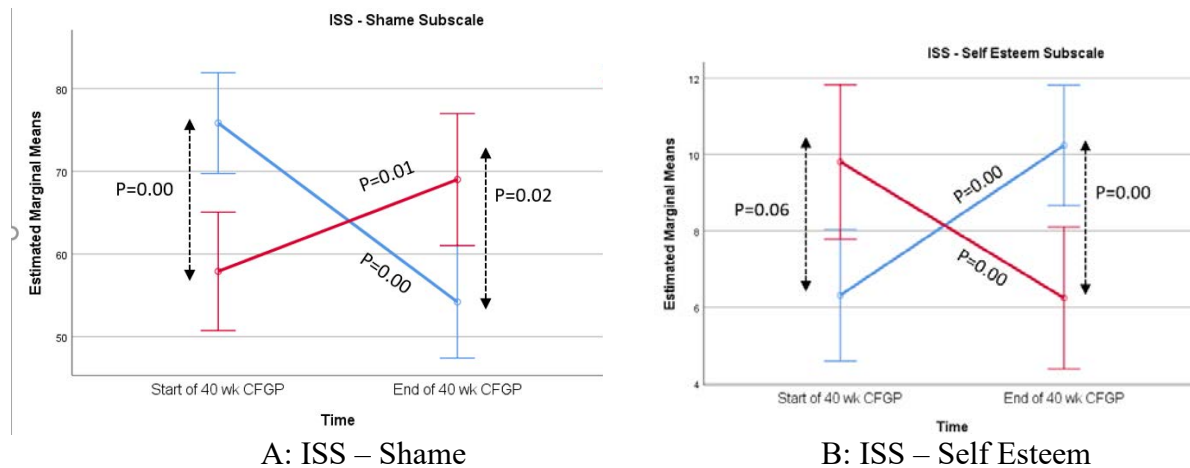 ISS - Shame Subscale
Estimated Marginal Means
80
70
60
50
P=0.00
P=0.01
P=0.00
P=0.02
Start of 40 wk CFGP
End of 40 wk CFGP
Time
A: ISS – Shame
ISS - Self Esteem Subscale
Estimated Marginal Means
12
10
8
6
4
P=0.06
P=0.00
P=0.00
P=0.00
Start of 40 wk CFGP
End of 40 wk CFGP
Time
B: ISS – Self Esteem